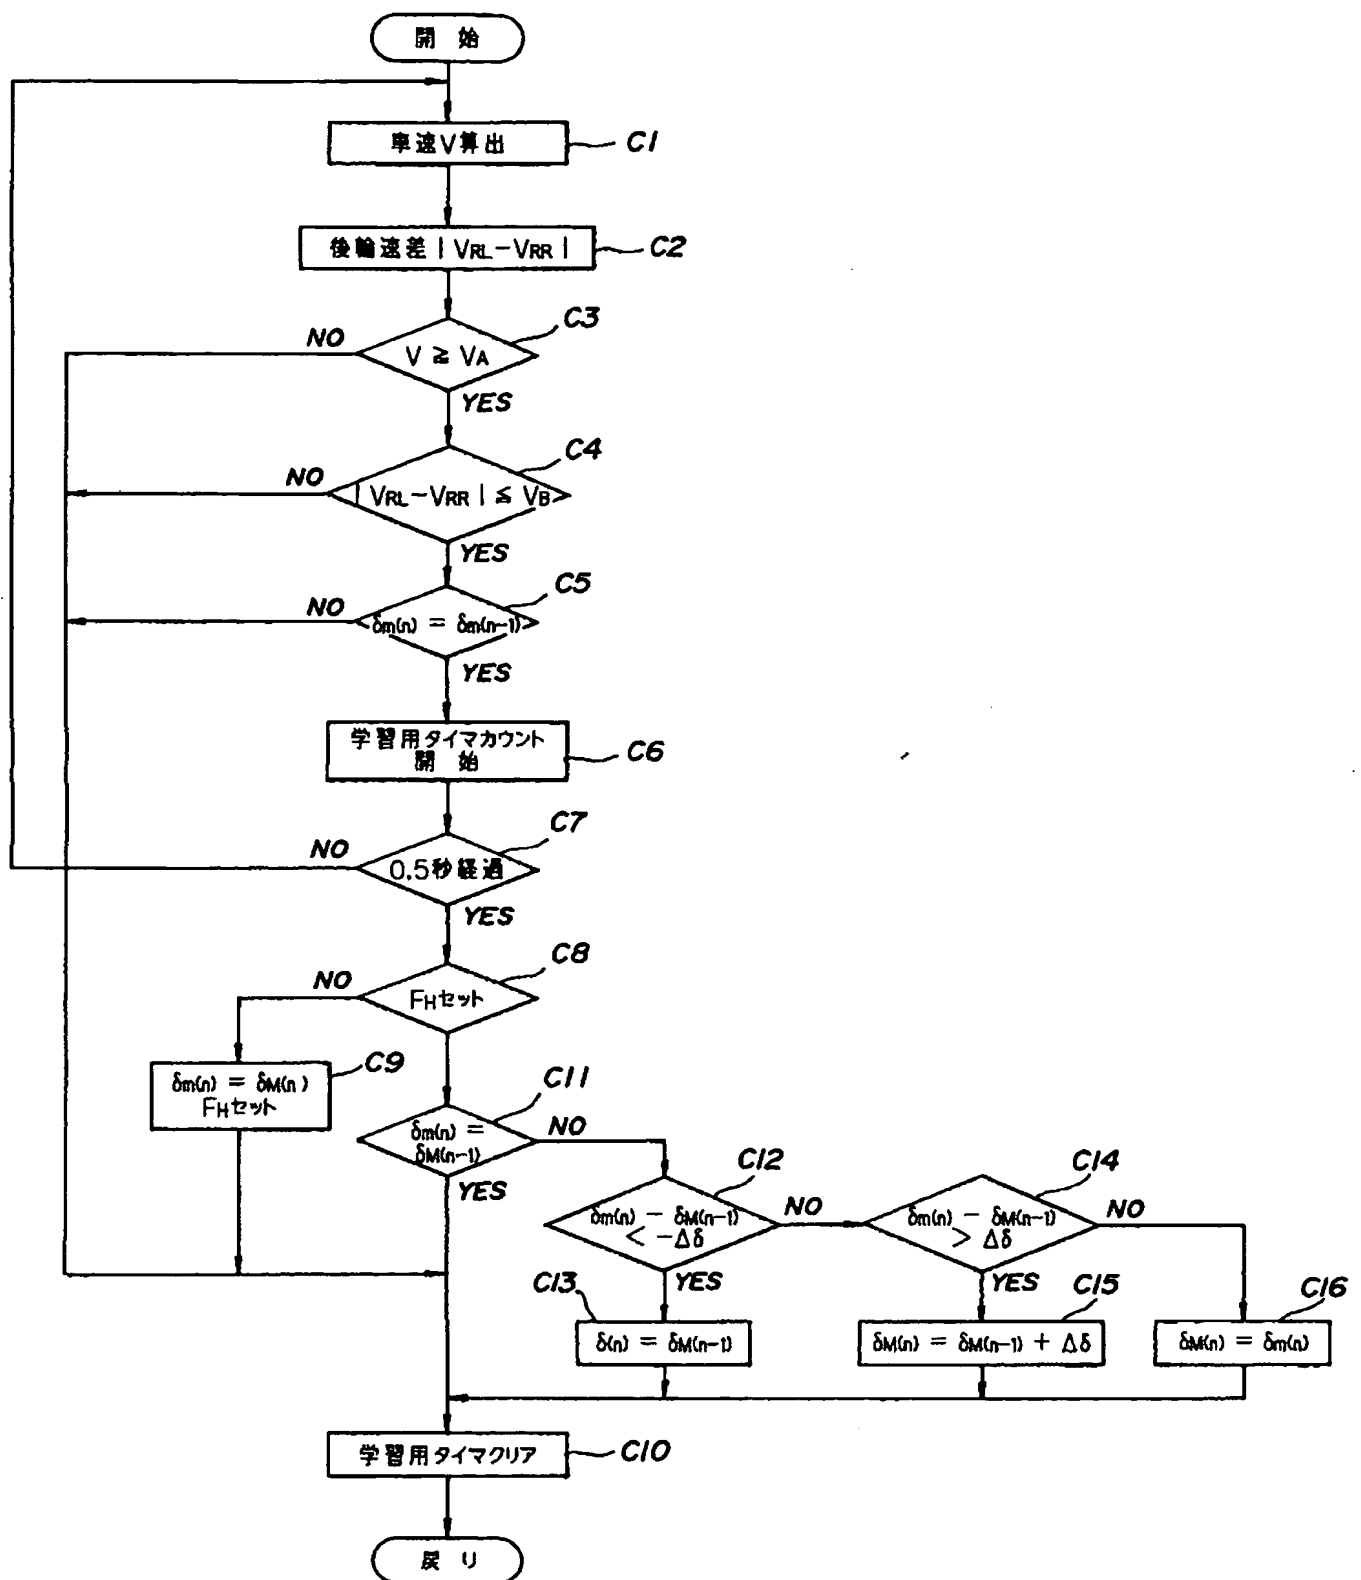 開 始
車速V算出
C1
後輪速差 | VRL−VRR |
C2
C3
NO
V ≧ VA
YES
C4
NO
| VRL−VRR | ≦ VB
YES
C5
NO
δm(n) = δm(n-1)
YES
学習用タイマカウント
開 始
C6
C7
NO
0.5秒経過
YES
C8
NO
FHセット
C9
δm(n) = δM(n)
FHセット
C11
δm(n) =
δM(n-1)
NO
YES
C12
δm(n) − δM(n-1)
< −Δδ
NO
YES
C14
δm(n) − δM(n-1)
> Δδ
NO
YES
C13
δ(n) = δM(n-1)
C15
δM(n) = δM(n-1) + Δδ
C16
δM(n) = δm(n)
学習用タイマクリア
C10
戻 り